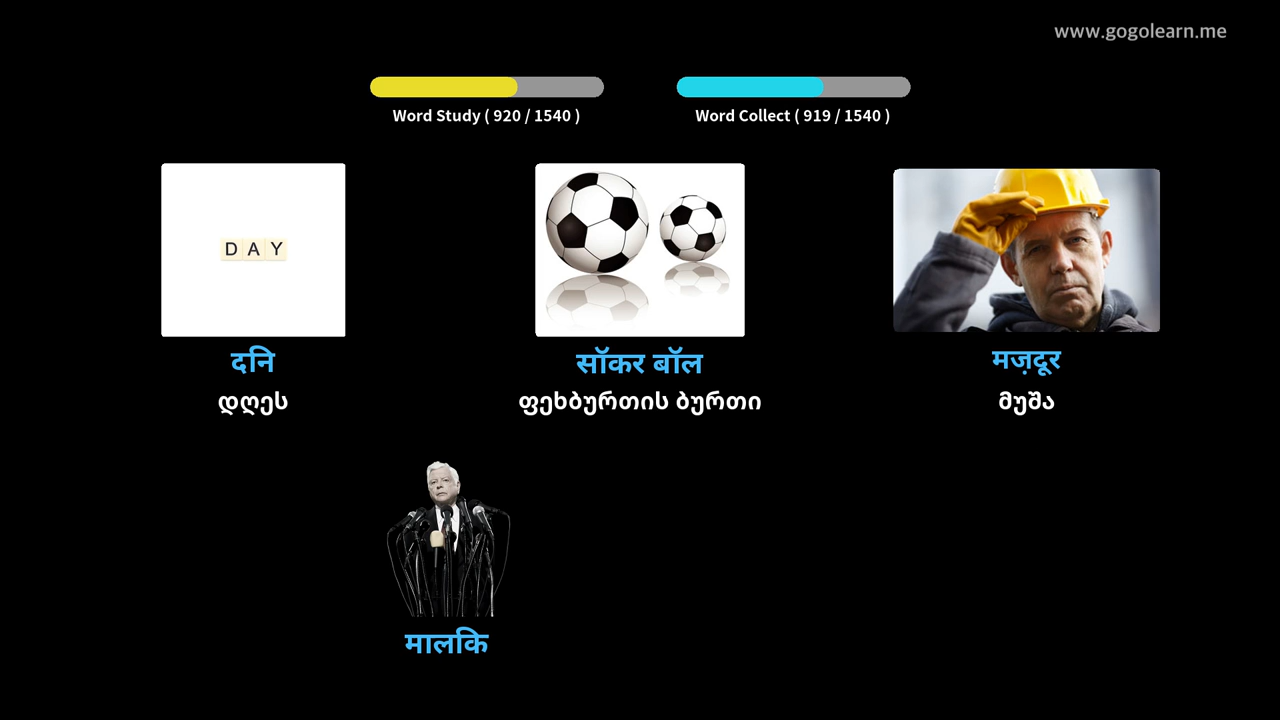 www.gogolearn.me
Word Study ( 920 / 1540 )
Word Collect ( 919 / 1540 )
DAY
दनि
დღეს
सॉकर बॉल
ფეხბურთის ბურთი
मज़दूर
მუშა
मालकि